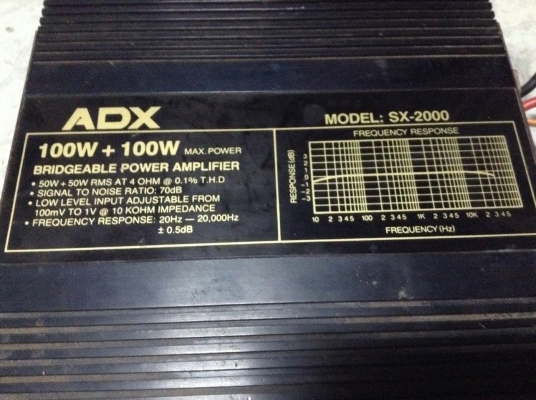 ADX
100W + 100W MAX. POWER
BRIDGEABLE POWER AMPLIFIER
• 50W + 50W RMS AT 4 OHM @ 0.1% T.H.D
• SIGNAL TO NOISE RATIO: 70dB
• LOW LEVEL INPUT ADJUSTABLE FROM
100mV TO 1V @ 10 KOHM IMPEDANCE
• FREQUENCY RESPONSE: 20Hz — 20,000Hz
± 0.5dB
MODEL: SX-2000
FREQUENCY RESPONSE
RESPONSE (dB)
10 2 3 4 5 100 2 3 4 5 1K 2 3 4 5 10K 2 3 4 5
FREQUENCY (Hz)